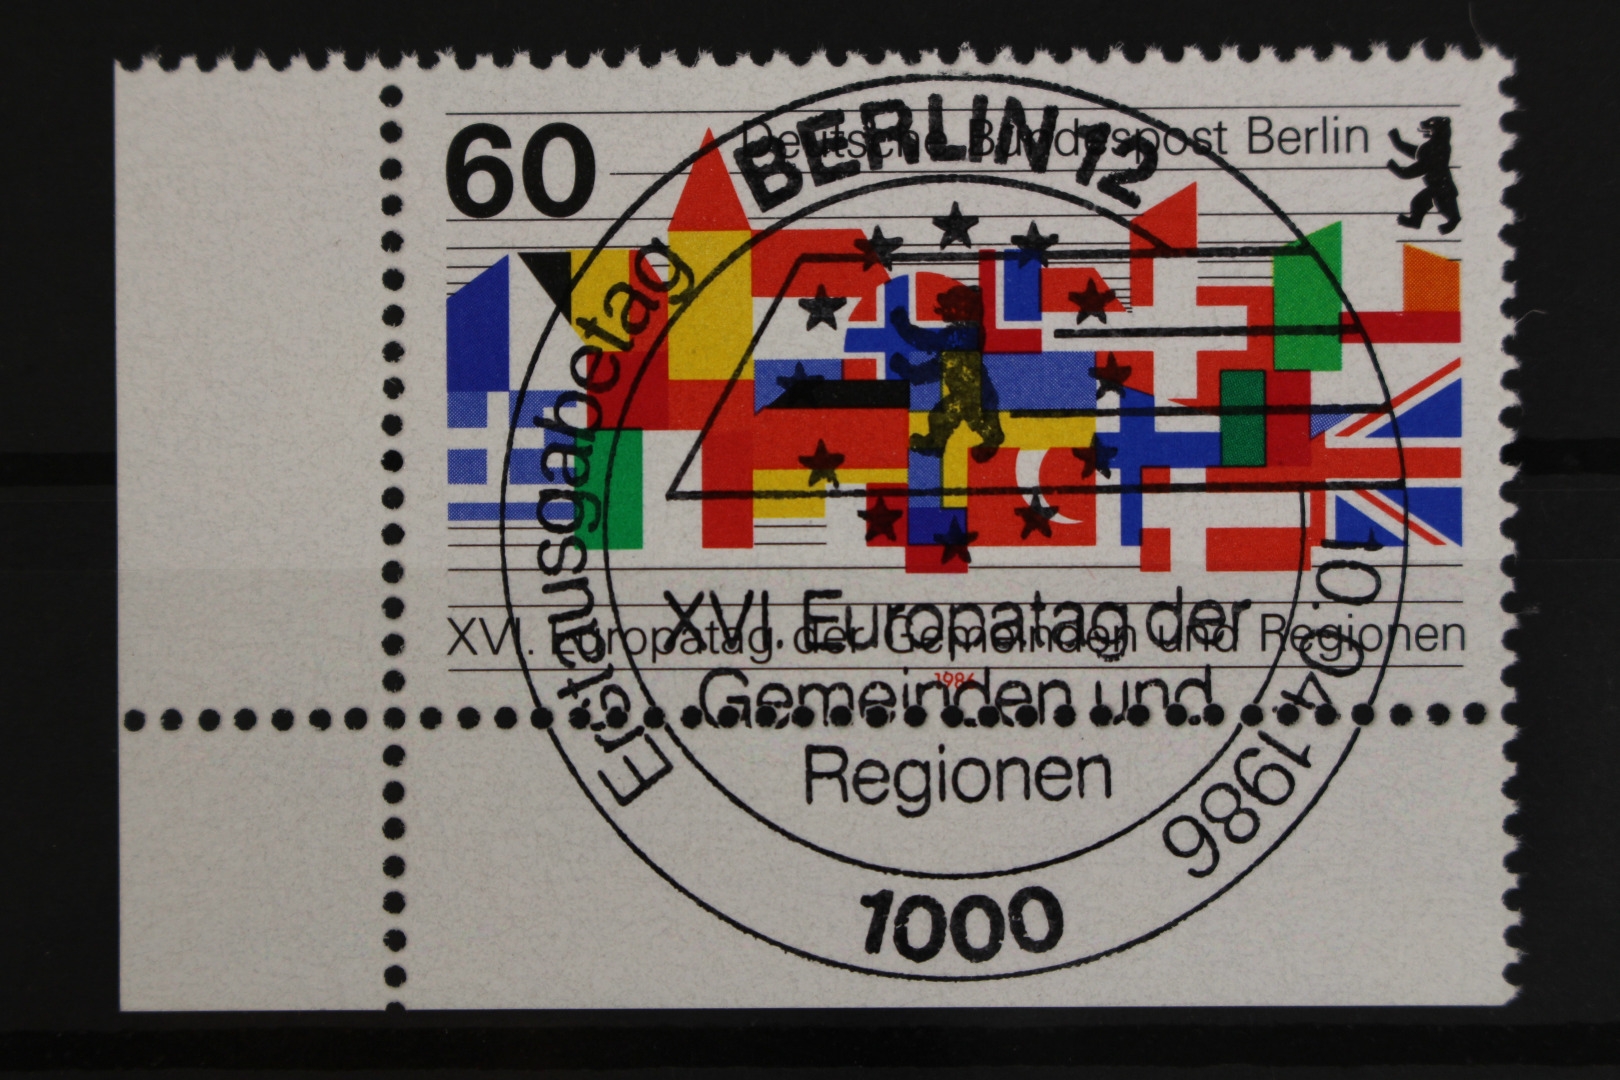 60
Deutsche Bundespost Berlin
XVI. Europatag der Gemeinden und Regionen
1986
BERLIN 12
Erstausgabetag
XVI. Europatag der
Gemeinden und
Regionen
10.04.1986
1000